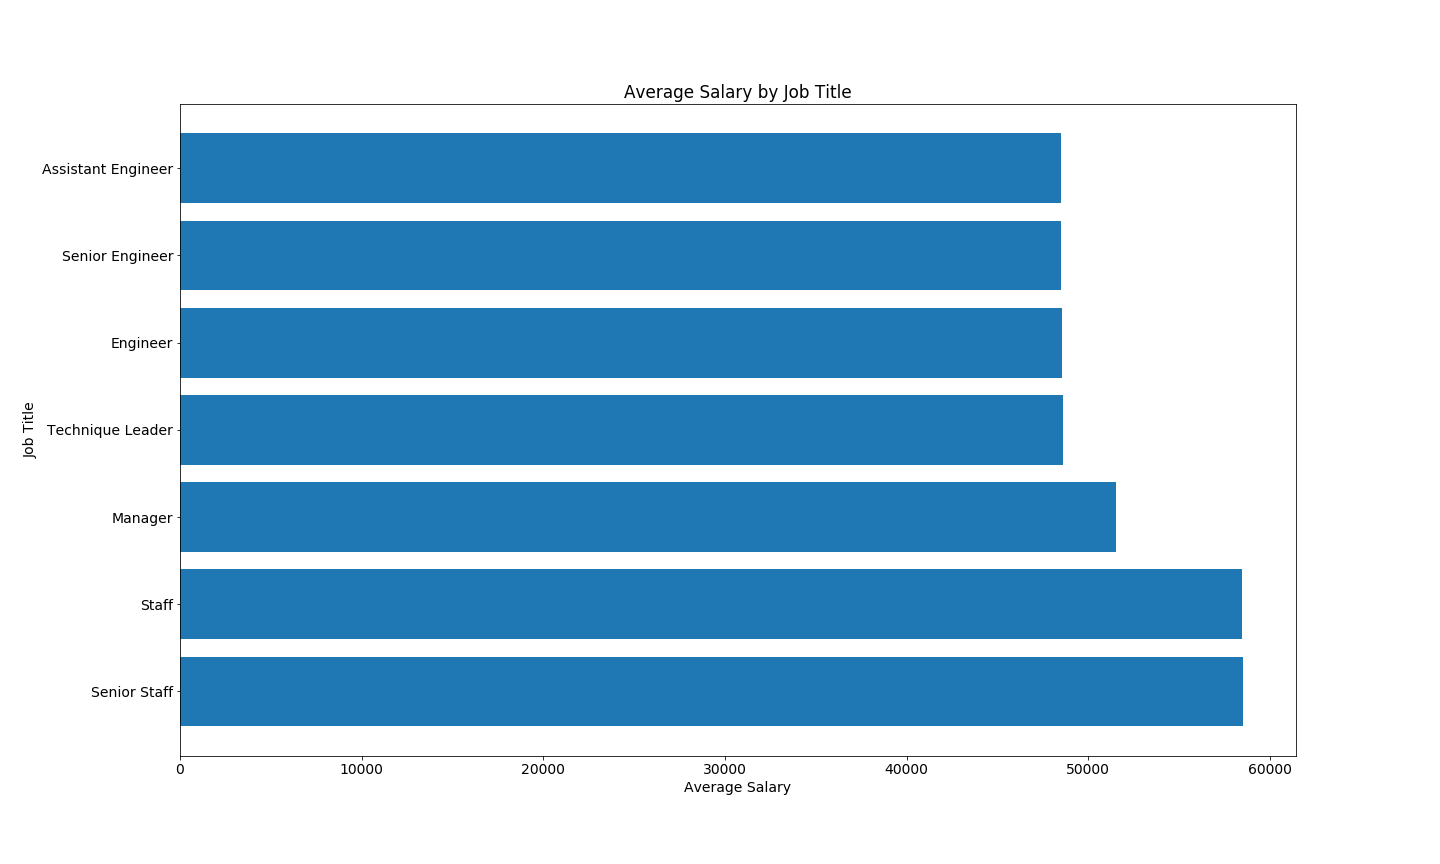 Average Salary by Job Title
Job Title
Assistant Engineer
Senior Engineer
Engineer
Technique Leader
Manager
Staff
Senior Staff
0 10000 20000 30000 40000 50000 60000
Average Salary